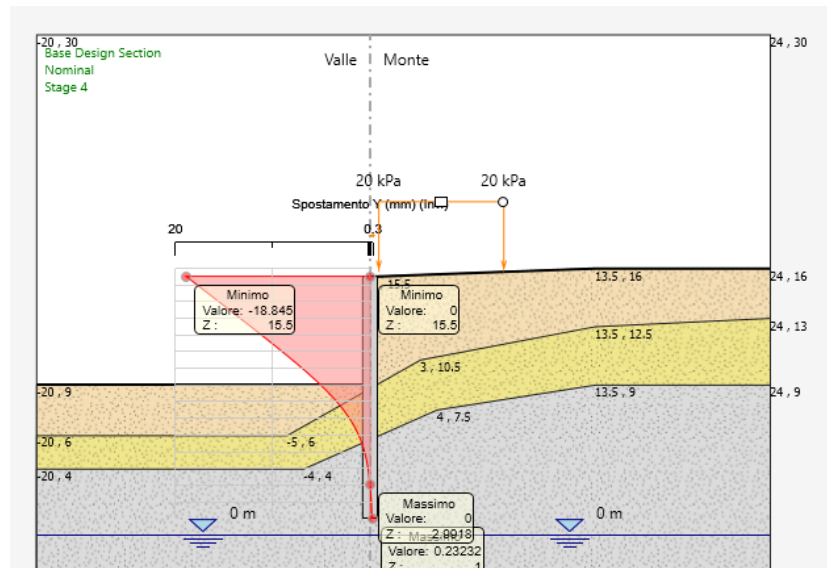 -20 , 30
24 , 30
Base Design Section
Nominal
Stage 4
Valle
Monte
20 kPa
20 kPa
Spostamento Y (mm)
20
0.3
15.5
13.5 , 16
24 , 16
Minimo
Valore: -18.845
Z : 15.5
Minimo
Valore: 0
Z : 15.5
13.5 , 12.5
24 , 13
3 , 10.5
-20 , 9
13.5 , 9
24 , 9
4 , 7.5
-20 , 6
-5 , 6
-20 , 4
-4 , 4
Massimo
Valore: 0
Z : 2.0018
Massimo
Valore: 0.23232
Z : 1
0 m
0 m